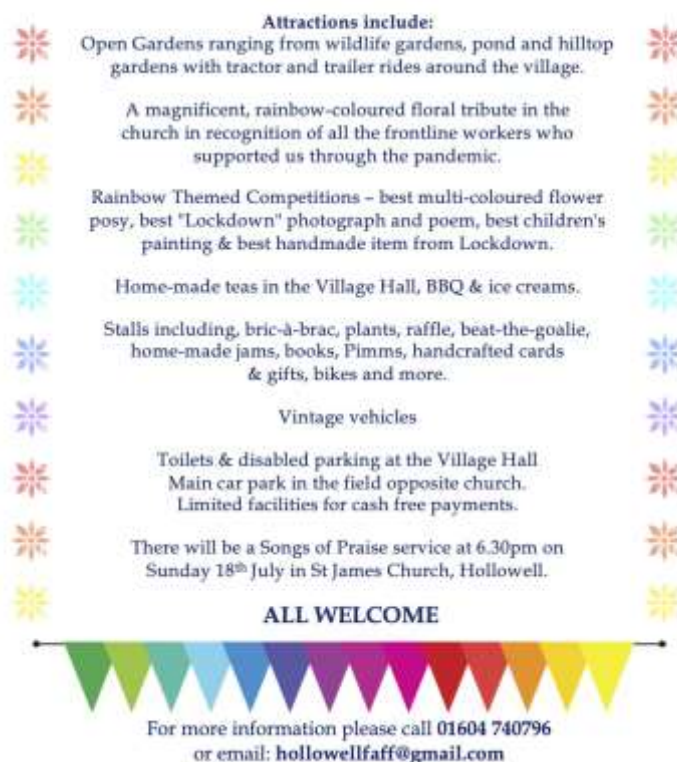 Attractions include:
Open Gardens ranging from wildlife gardens, pond and hilltop
gardens with tractor and trailer rides around the village.
A magnificent, rainbow-coloured floral tribute in the
church in recognition of all the frontline workers who
supported us through the pandemic.
Rainbow Themed Competitions – best multi-coloured flower
posy, best "Lockdown" photograph and poem, best children's
painting & best handmade item from Lockdown.
Home-made teas in the Village Hall, BBQ & ice creams.
Stalls including, bric-à-brac, plants, raffle, beat-the-goalie,
home-made jams, books, Pimms, handcrafted cards
& gifts, bikes and more.
Vintage vehicles
Toilets & disabled parking at the Village Hall
Main car park in the field opposite church.
Limited facilities for cash free payments.
There will be a Songs of Praise service at 6.30pm on
Sunday 18th July in St James Church, Hollowell.
ALL WELCOME
For more information please call 01604 740796
or email: hollowellfaff@gmail.com